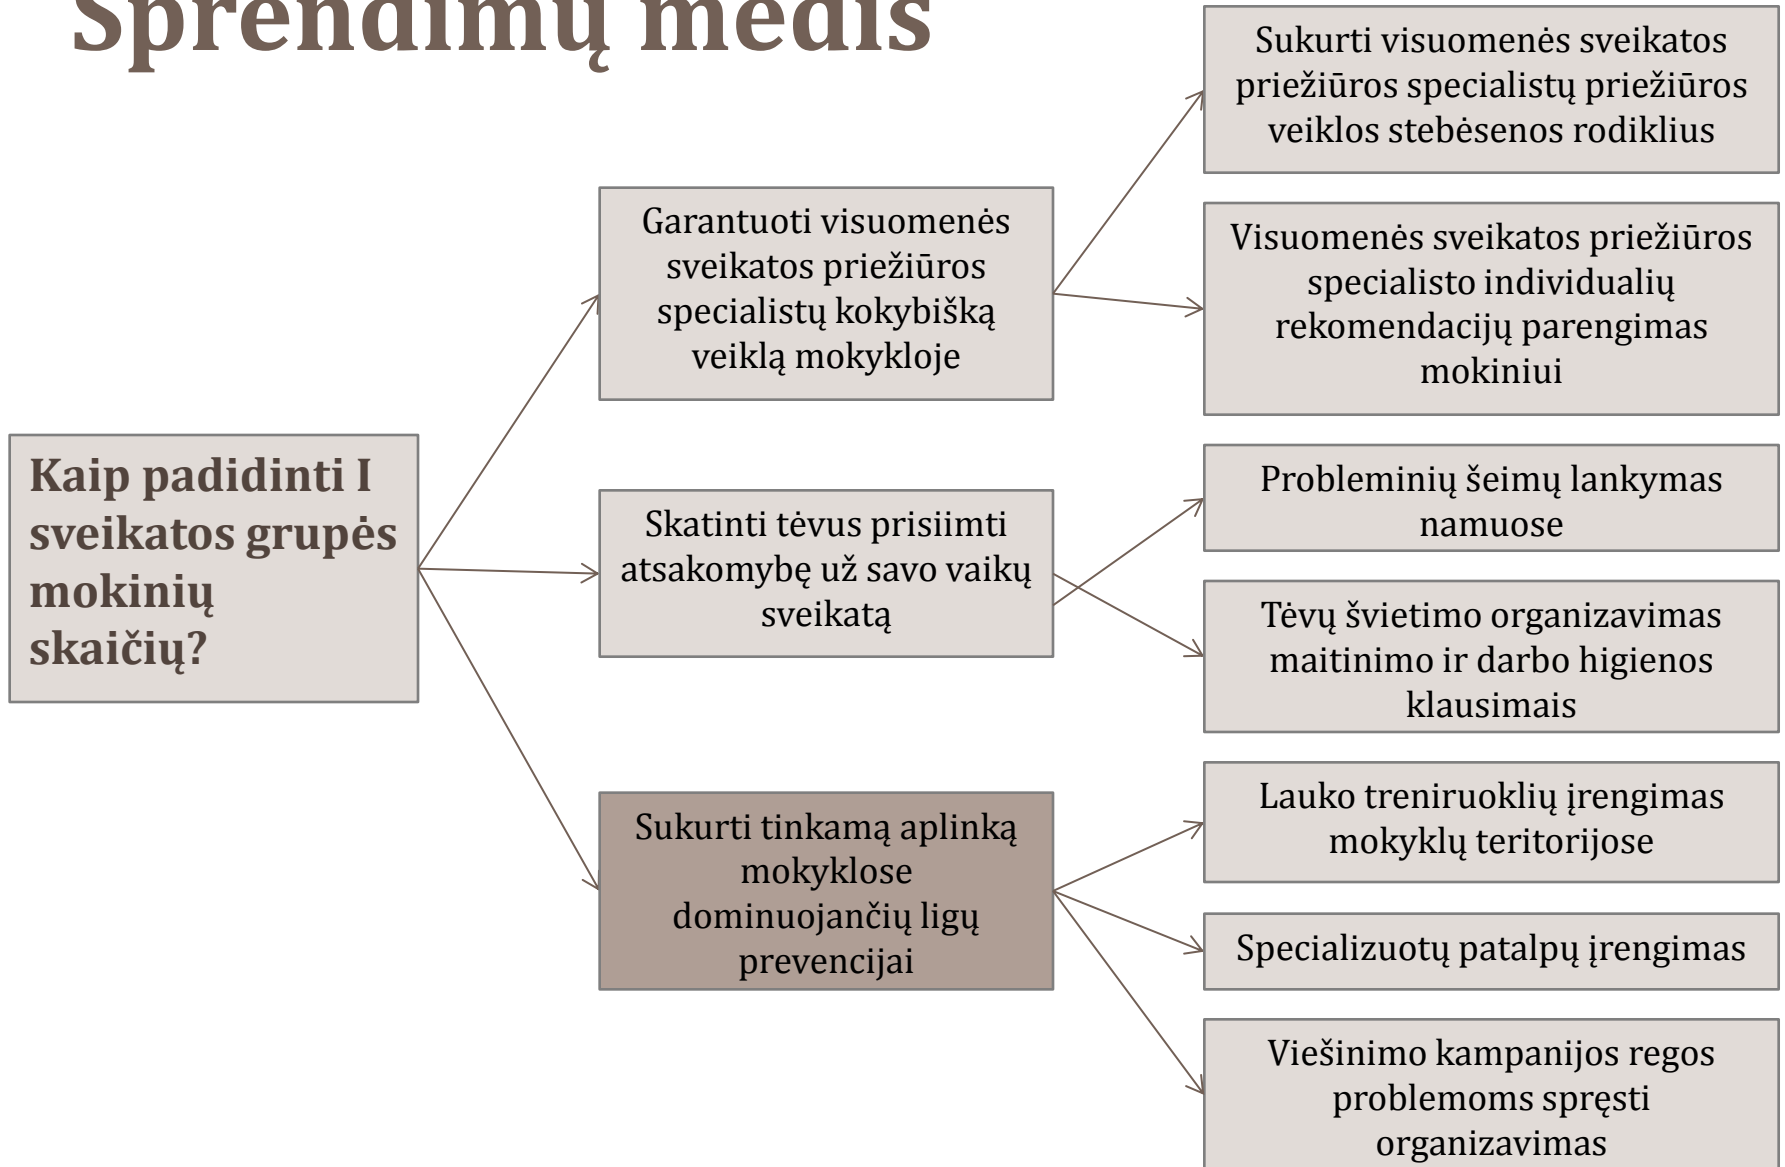 Sprendimų medis
Kaip padidinti I
sveikatos grupės
mokinių
skaičių?
Garantuoti visuomenės
sveikatos priežiūros
specialistų kokybišką
veiklą mokykloje
Skatinti tėvus prisiimti
atsakomybę už savo vaikų
sveikatą
Sukurti tinkamą aplinką
mokyklose
dominuojančių ligų
prevencijai
Sukurti visuomenės sveikatos
priežiūros specialistų priežiūros
veiklos stebėsenos rodiklius
Visuomenės sveikatos priežiūros
specialisto individualių
rekomendacijų parengimas
mokiniui
Probleminių šeimų lankymas
namuose
Tėvų švietimo organizavimas
maitinimo ir darbo higienos
klausimais
Lauko treniruoklių įrengimas
mokyklų teritorijose
Specializuotų patalpų įrengimas
Viešinimo kampanijos regos
problemoms spręsti
organizavimas